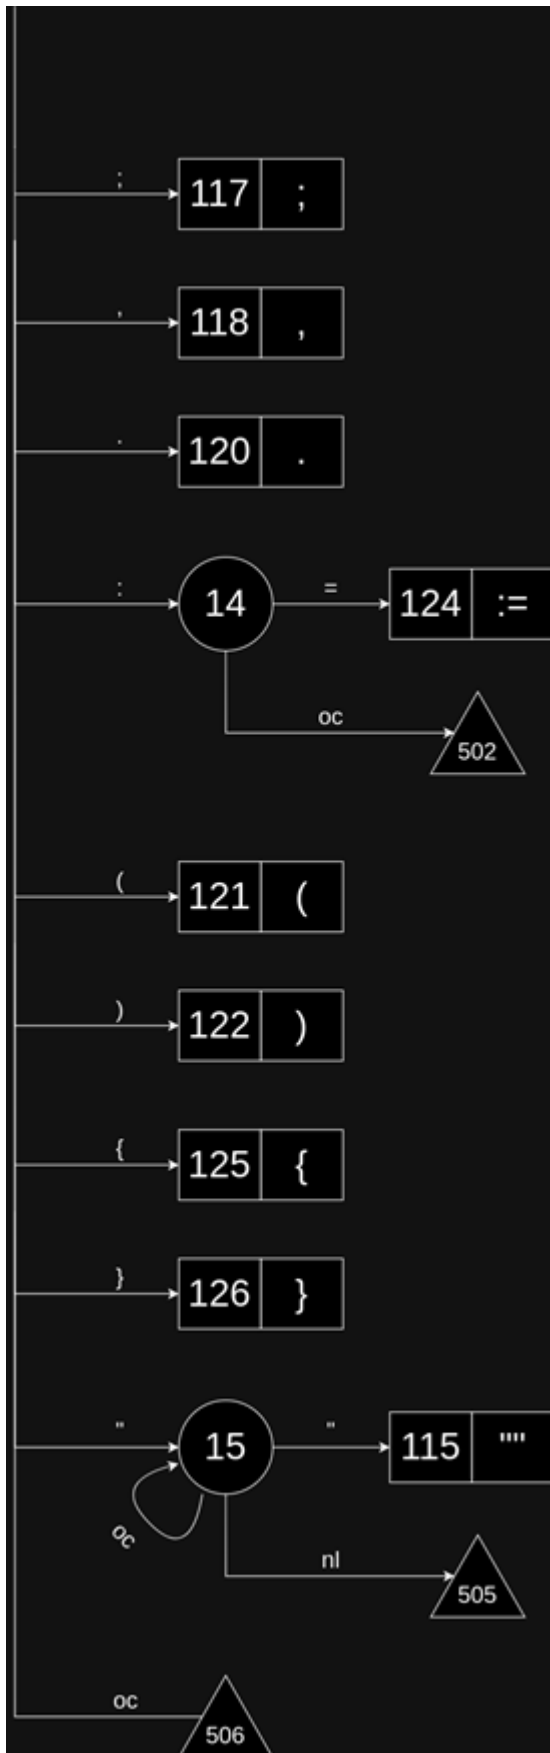 ;
117 ;
,
118 ,
.
120 .
: 14 = 124 :=
oc
502
(
121 (
)
122 )
{
125 {
}
126 }
" 15 " 115 ""
oc
nl
505
oc
506